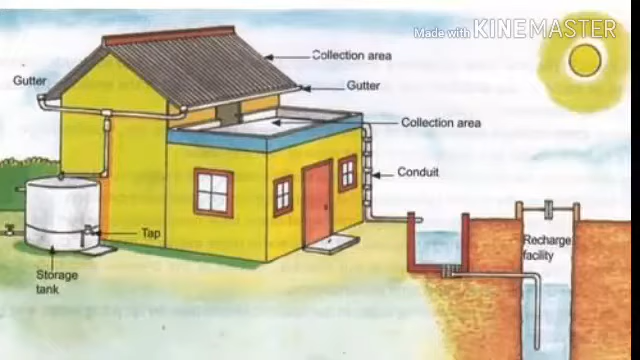 Made with KINEMASTER
Collection area
Gutter
Gutter
Collection area
Conduit
Tap
Recharge
facility
Storage
tank